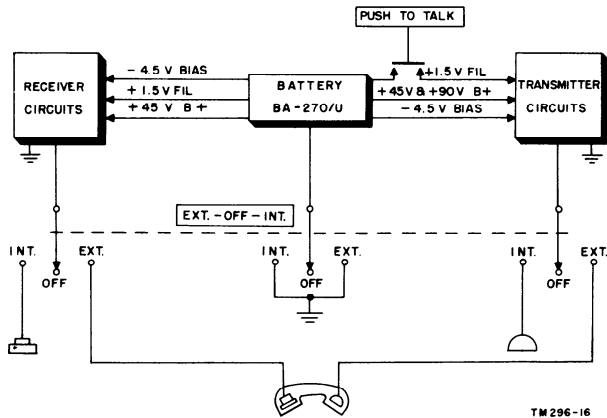 PUSH TO TALK
RECEIVER
CIRCUITS
- 4.5 V BIAS
+ 1.5 V FIL
+ 45 V B +
BATTERY
BA-270/U
+1.5 V FIL
+45V & +90V B+
-4.5 V BIAS
TRANSMITTER
CIRCUITS
EXT.-OFF-INT.
INT.
OFF
EXT.
INT.
OFF
EXT.
INT.
OFF
EXT.
TM 296-16